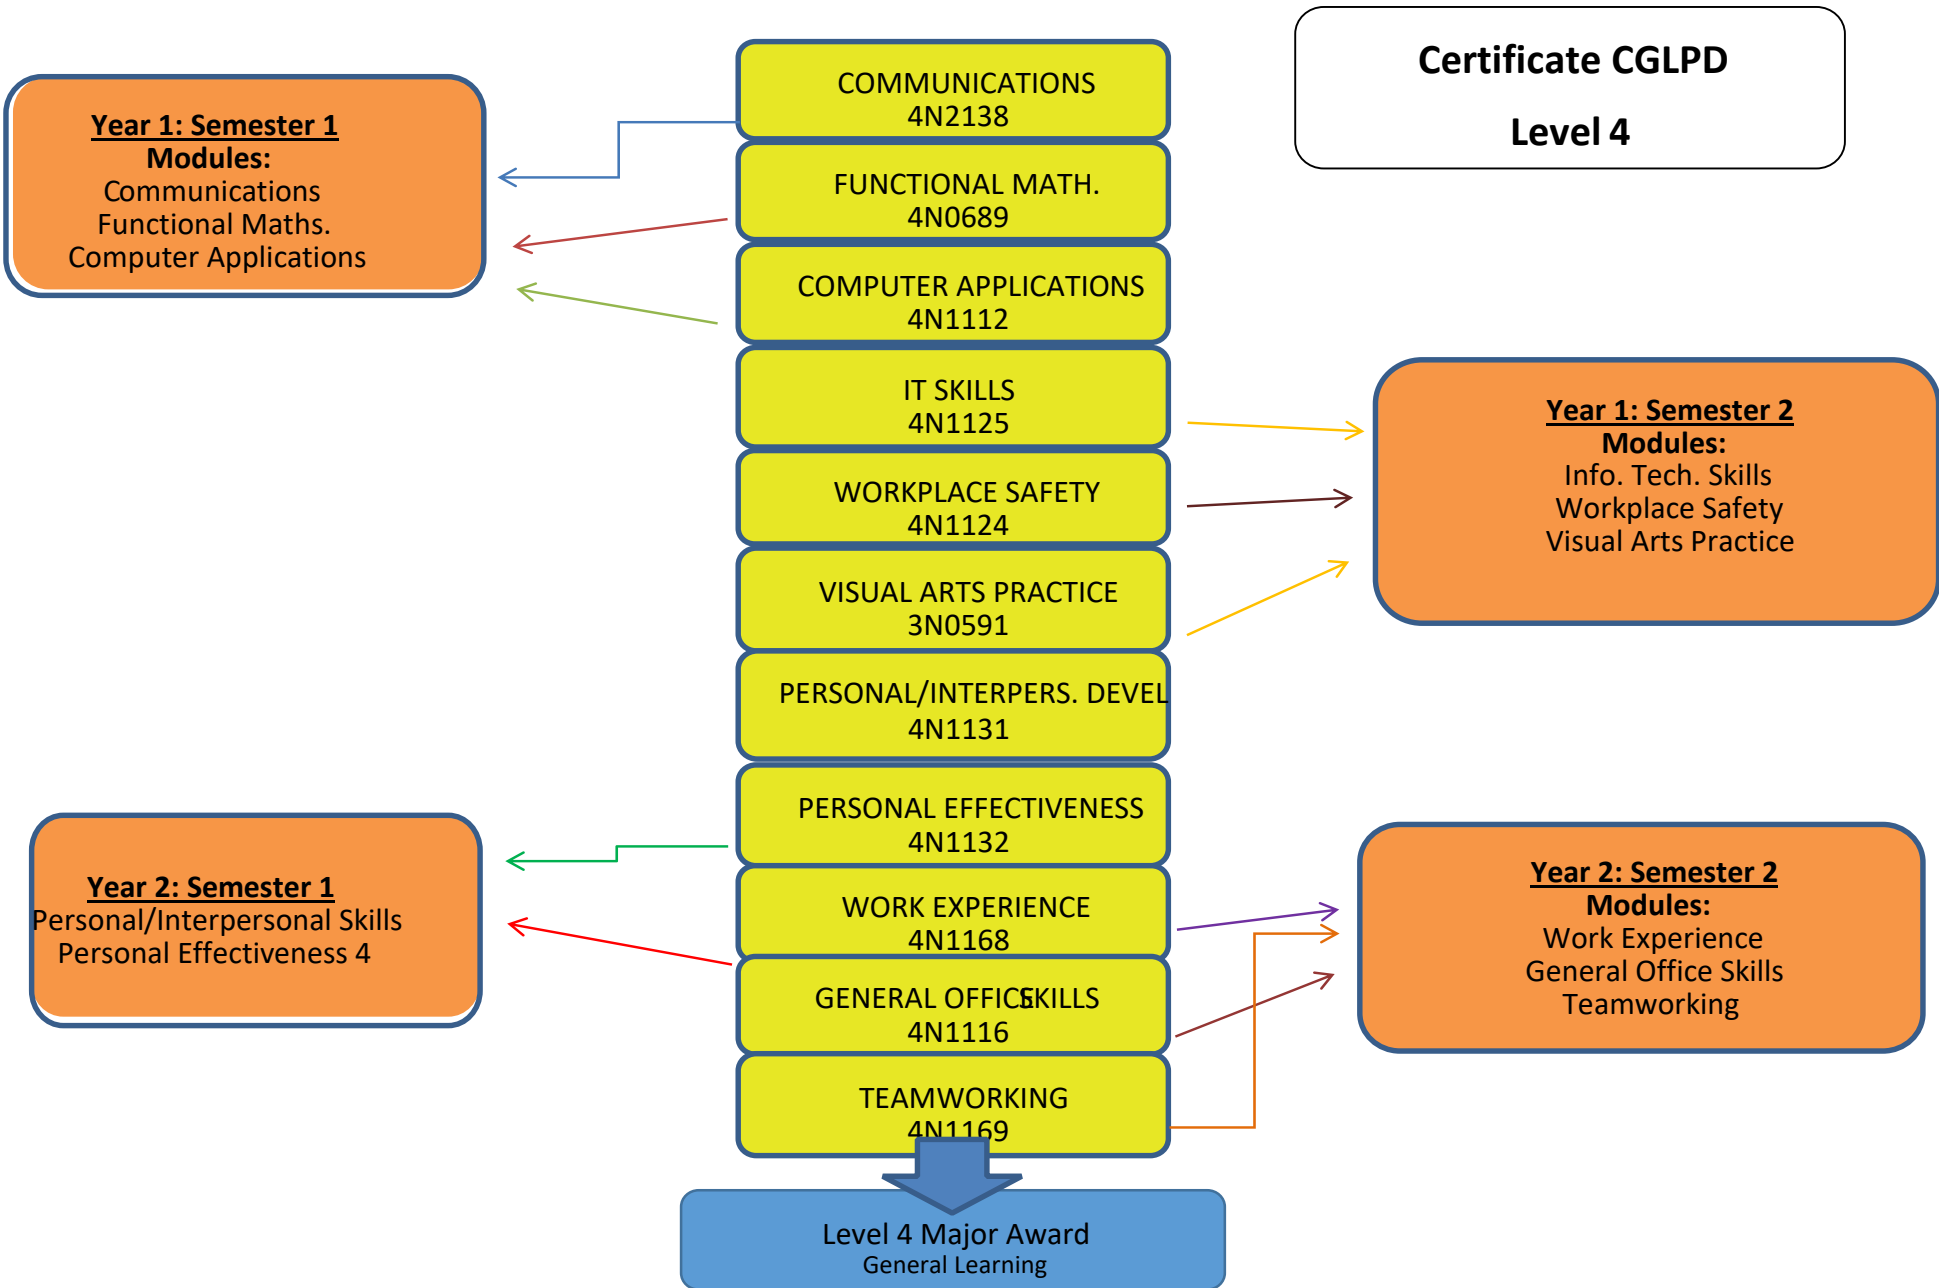 Certificate CGLPD
Level 4
Year 1: Semester 1
Modules:
Communications
Functional Maths.
Computer Applications
COMMUNICATIONS
4N2138
FUNCTIONAL MATH.
4N0689
COMPUTER APPLICATIONS
4N1112
IT SKILLS
4N1125
WORKPLACE SAFETY
4N1124
VISUAL ARTS PRACTICE
3N0591
PERSONAL/INTERPERS. DEVEL
4N1131
PERSONAL EFFECTIVENESS
4N1132
WORK EXPERIENCE
4N1168
GENERAL OFFICE SKILLS
4N1116
TEAMWORKING
4N1169
Year 1: Semester 2
Modules:
Info. Tech. Skills
Workplace Safety
Visual Arts Practice
Year 2: Semester 1
Personal/Interpersonal Skills
Personal Effectiveness 4
Year 2: Semester 2
Modules:
Work Experience
General Office Skills
Teamworking
Level 4 Major Award
General Learning